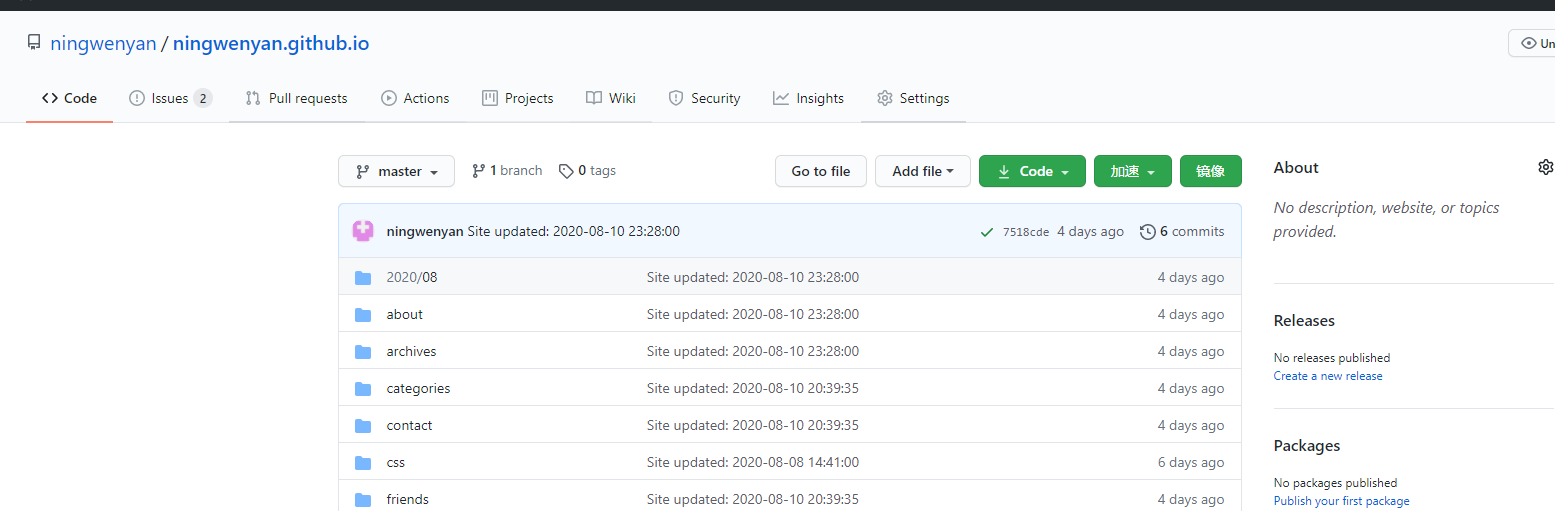 ningwenyan / ningwenyan.github.io
Un
Code Issues 2 Pull requests Actions Projects Wiki Security Insights Settings
master 1 branch 0 tags Go to file Add file Code 加速 镜像
About
No description, website, or topics
provided.
ningwenyan Site updated: 2020-08-10 23:28:00 7518cde 4 days ago 6 commits
2020/08 Site updated: 2020-08-10 23:28:00 4 days ago
about Site updated: 2020-08-10 23:28:00 4 days ago
archives Site updated: 2020-08-10 23:28:00 4 days ago
categories Site updated: 2020-08-10 20:39:35 4 days ago
contact Site updated: 2020-08-10 20:39:35 4 days ago
css Site updated: 2020-08-08 14:41:00 6 days ago
friends Site updated: 2020-08-10 20:39:35 4 days ago
Releases
No releases published
Create a new release
Packages
No packages published
Publish your first package